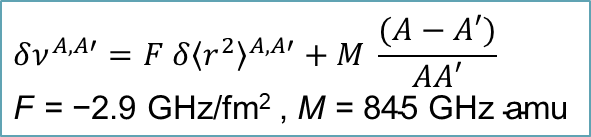 δν^{A,A′} = F δ⟨r²⟩^{A,A′} + M (A − A′) / AA′
F = −2.9 GHz/fm² , M = 845 GHz amu